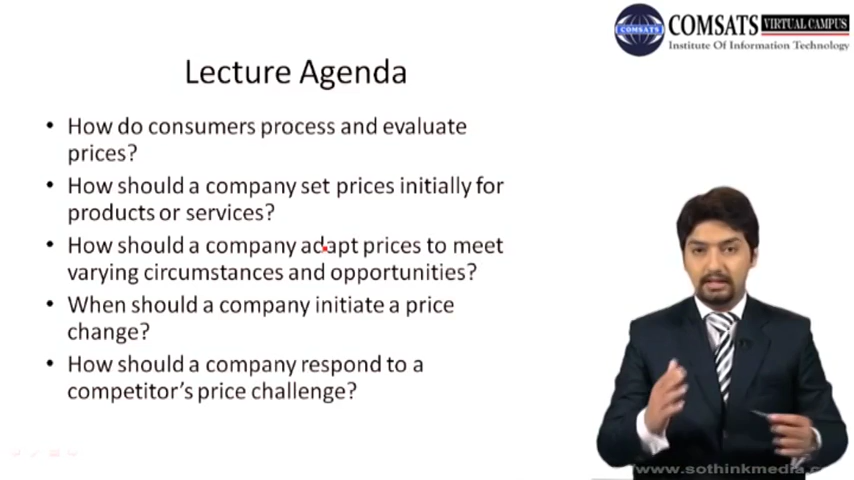 COMSATS VIRTUAL CAMPUS
Institute Of Information Technology
COMSATS
Lecture Agenda
• How do consumers process and evaluate
prices?
• How should a company set prices initially for
products or services?
• How should a company adapt prices to meet
varying circumstances and opportunities?
• When should a company initiate a price
change?
• How should a company respond to a
competitor's price challenge?
www.sothinkmedia.co